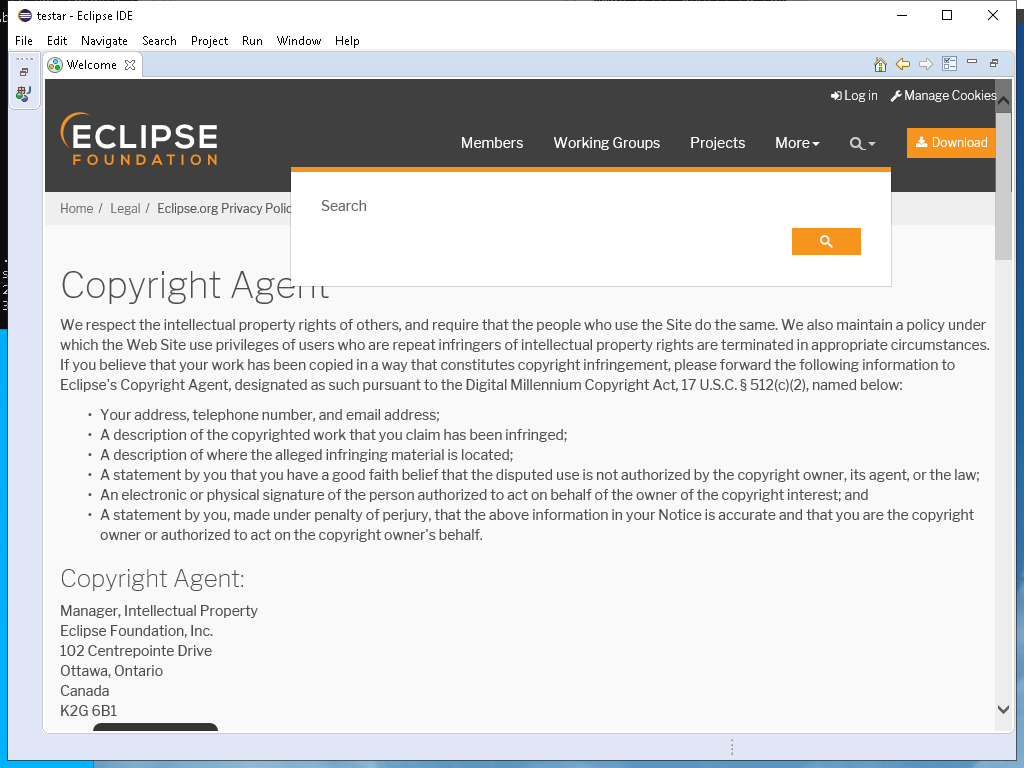 testar - Eclipse IDE
File Edit Navigate Search Project Run Window Help
Welcome
Log in Manage Cookies
ECLIPSE
FOUNDATION
Members Working Groups Projects More Download
Search
Home / Legal / Eclipse.org Privacy
Copyright Agent
We respect the intellectual property rights of others, and require that the people who use the Site do the same. We also maintain a policy under
which the Web Site use privileges of users who are repeat infringers of intellectual property rights are terminated in appropriate circumstances.
If you believe that your work has been copied in a way that constitutes copyright infringement, please forward the following information to
Eclipse's Copyright Agent, designated as such pursuant to the Digital Millennium Copyright Act, 17 U.S.C. § 512(c)(2), named below:
• Your address, telephone number, and email address;
• A description of the copyrighted work that you claim has been infringed;
• A description of where the alleged infringing material is located;
• A statement by you that you have a good faith belief that the disputed use is not authorized by the copyright owner, its agent, or the law;
• An electronic or physical signature of the person authorized to act on behalf of the owner of the copyright interest; and
• A statement by you, made under penalty of perjury, that the above information in your Notice is accurate and that you are the copyright
owner or authorized to act on the copyright owner's behalf.
Copyright Agent:
Manager, Intellectual Property
Eclipse Foundation, Inc.
102 Centrepointe Drive
Ottawa, Ontario
Canada
K2G 6B1